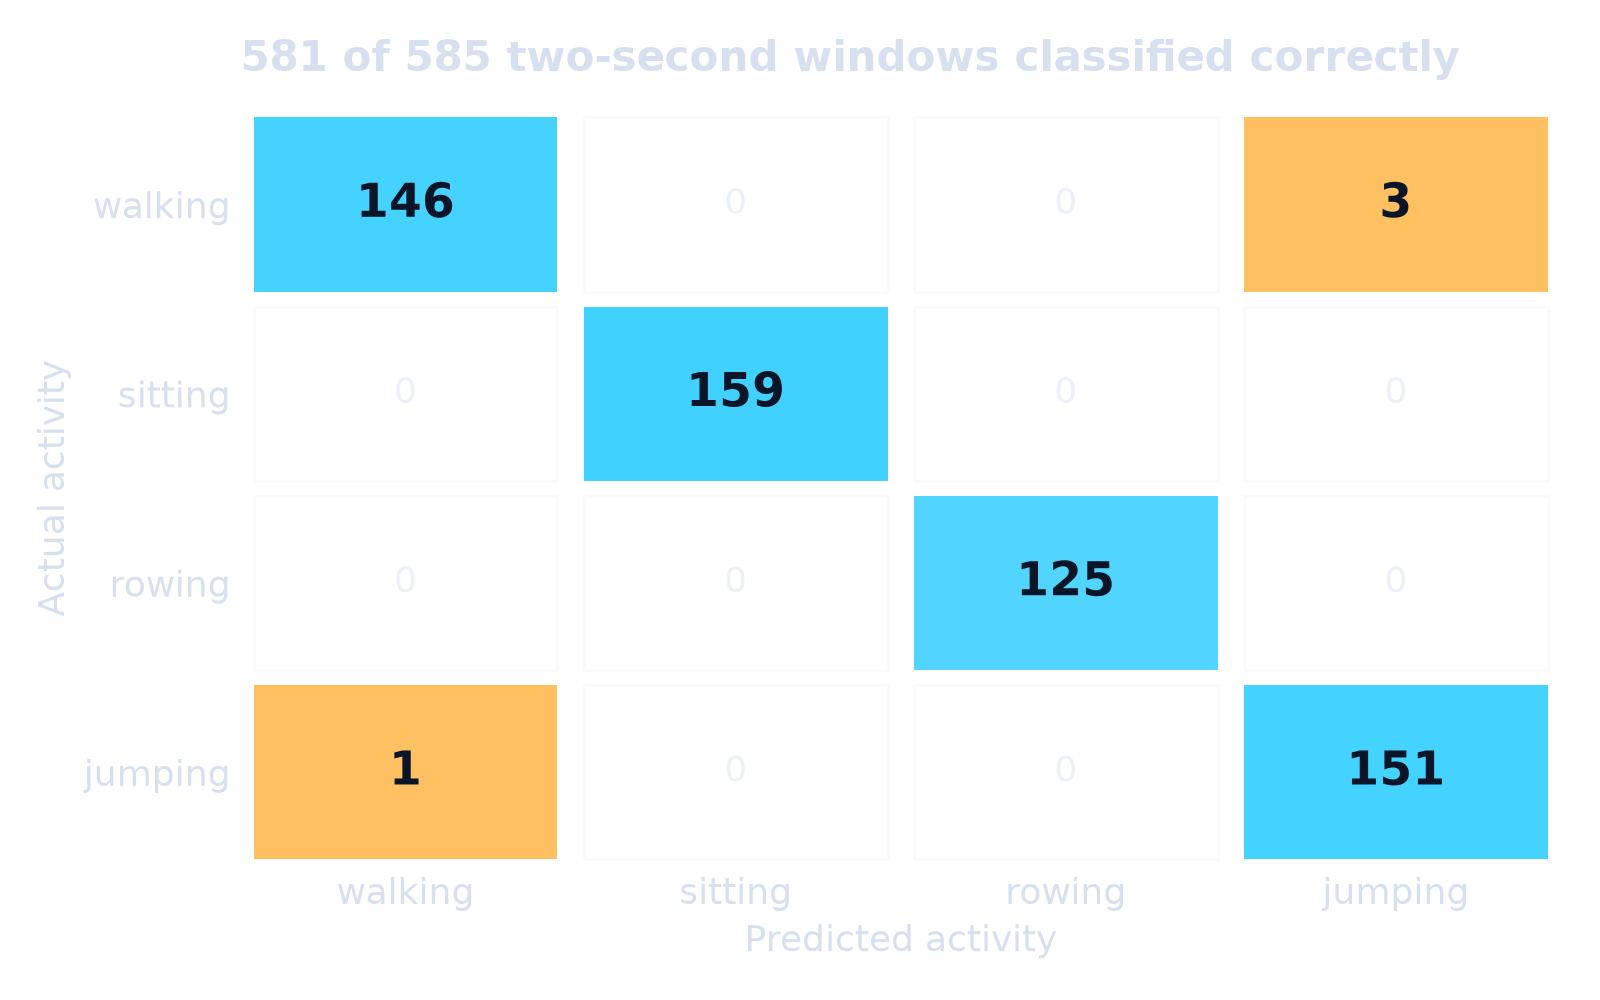 581 of 585 two-second windows classified correctly
walking 146 0 0 3
sitting 0 159 0 0
rowing 0 0 125 0
jumping 1 0 0 151
Actual activity
walking sitting rowing jumping
Predicted activity